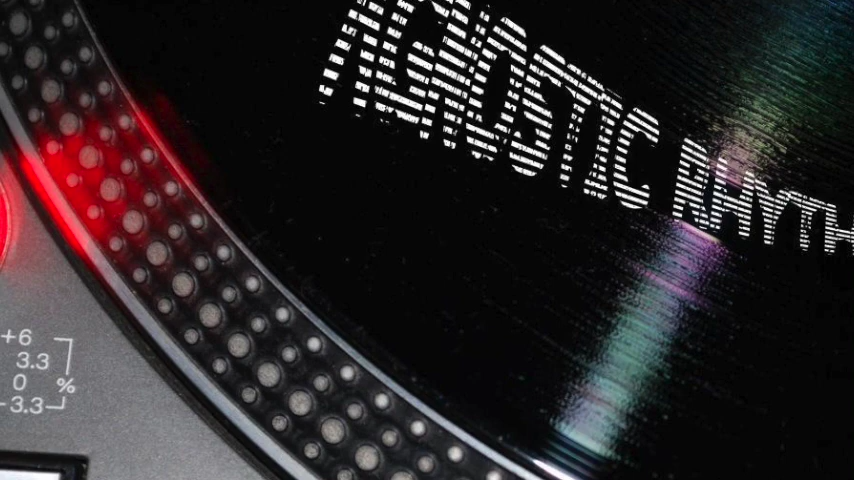 AGNOSTIC RHYTH
+6
3.3
0 %
-3.3